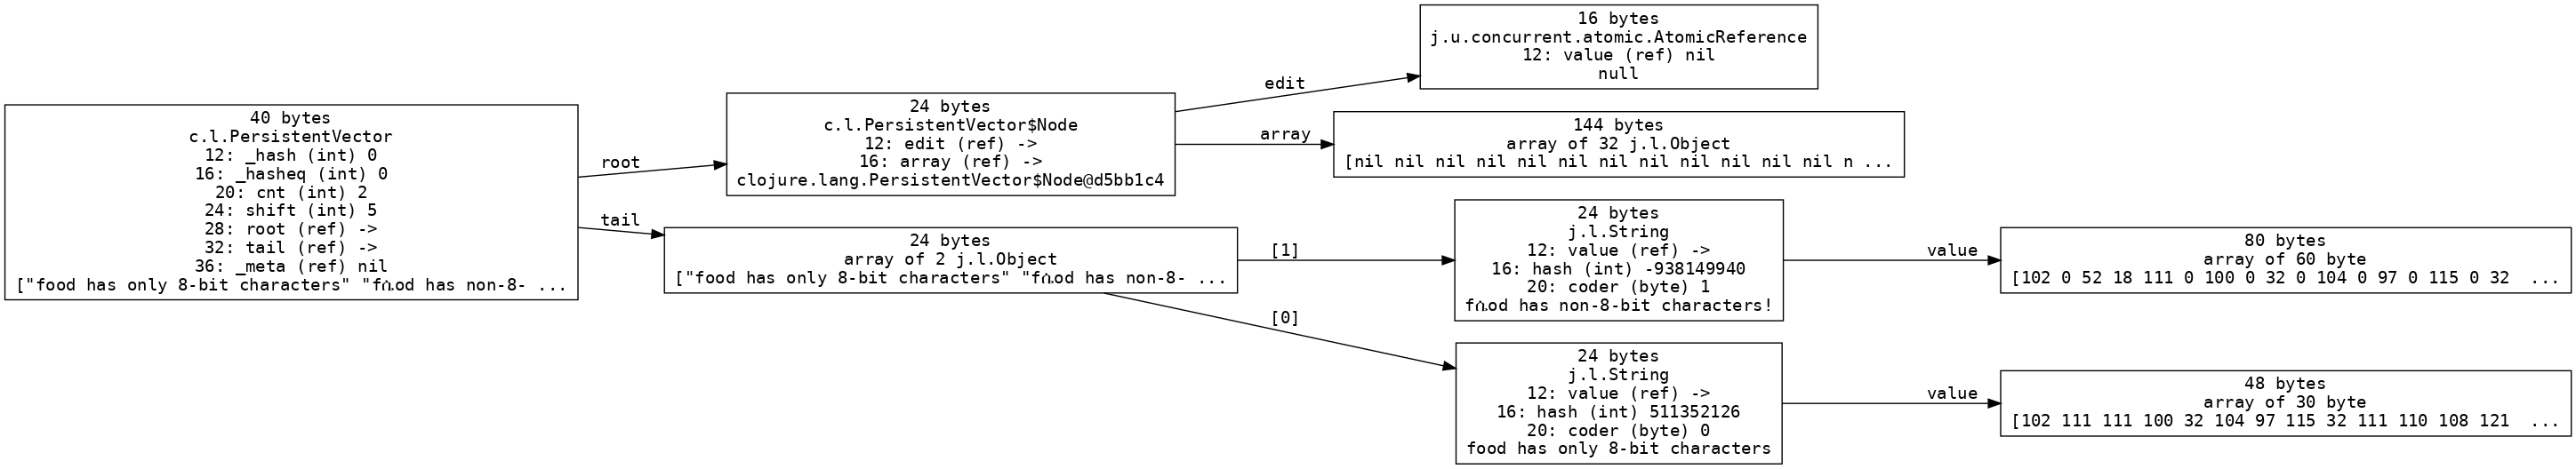 40 bytes
c.l.PersistentVector
12: _hash (int) 0
16: _hasheq (int) 0
20: cnt (int) 2
24: shift (int) 5
28: root (ref) ->
32: tail (ref) ->
36: _meta (ref) nil
["food has only 8-bit characters" "fሴod has non-8- ...
root
tail
24 bytes
c.l.PersistentVector$Node
12: edit (ref) ->
16: array (ref) ->
clojure.lang.PersistentVector$Node@d5bb1c4
24 bytes
array of 2 j.l.Object
["food has only 8-bit characters" "fሴod has non-8- ...
edit
array
[1]
[0]
16 bytes
j.u.concurrent.atomic.AtomicReference
12: value (ref) nil
null
144 bytes
array of 32 j.l.Object
[nil nil nil nil nil nil nil nil nil nil nil nil n ...
24 bytes
j.l.String
12: value (ref) ->
16: hash (int) -938149940
20: coder (byte) 1
fሴod has non-8-bit characters!
24 bytes
j.l.String
12: value (ref) ->
16: hash (int) 511352126
20: coder (byte) 0
food has only 8-bit characters
value
value
80 bytes
array of 60 byte
[102 0 52 18 111 0 100 0 32 0 104 0 97 0 115 0 32  ...
48 bytes
array of 30 byte
[102 111 111 100 32 104 97 115 32 111 110 108 121  ...